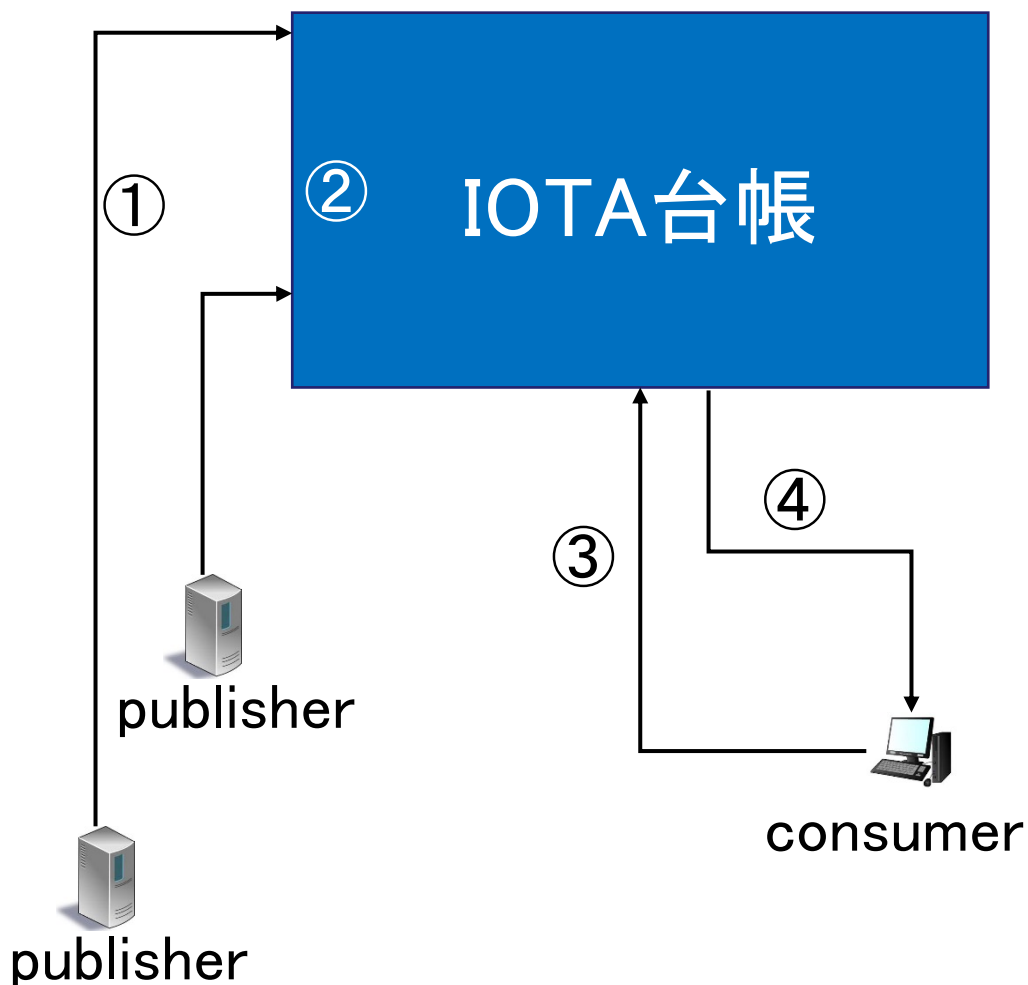 ①
②
IOTA台帳
③
④
publisher
consumer
publisher